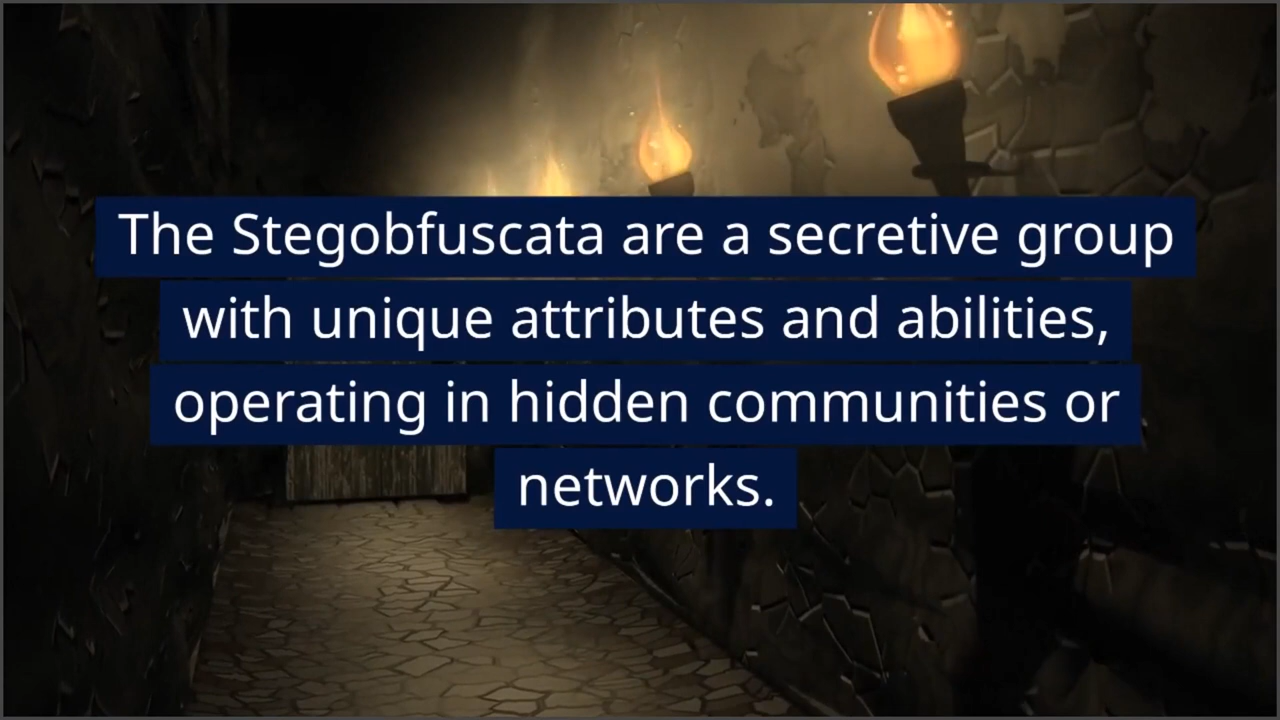 The Stegobfuscata are a secretive group
with unique attributes and abilities,
operating in hidden communities or
networks.